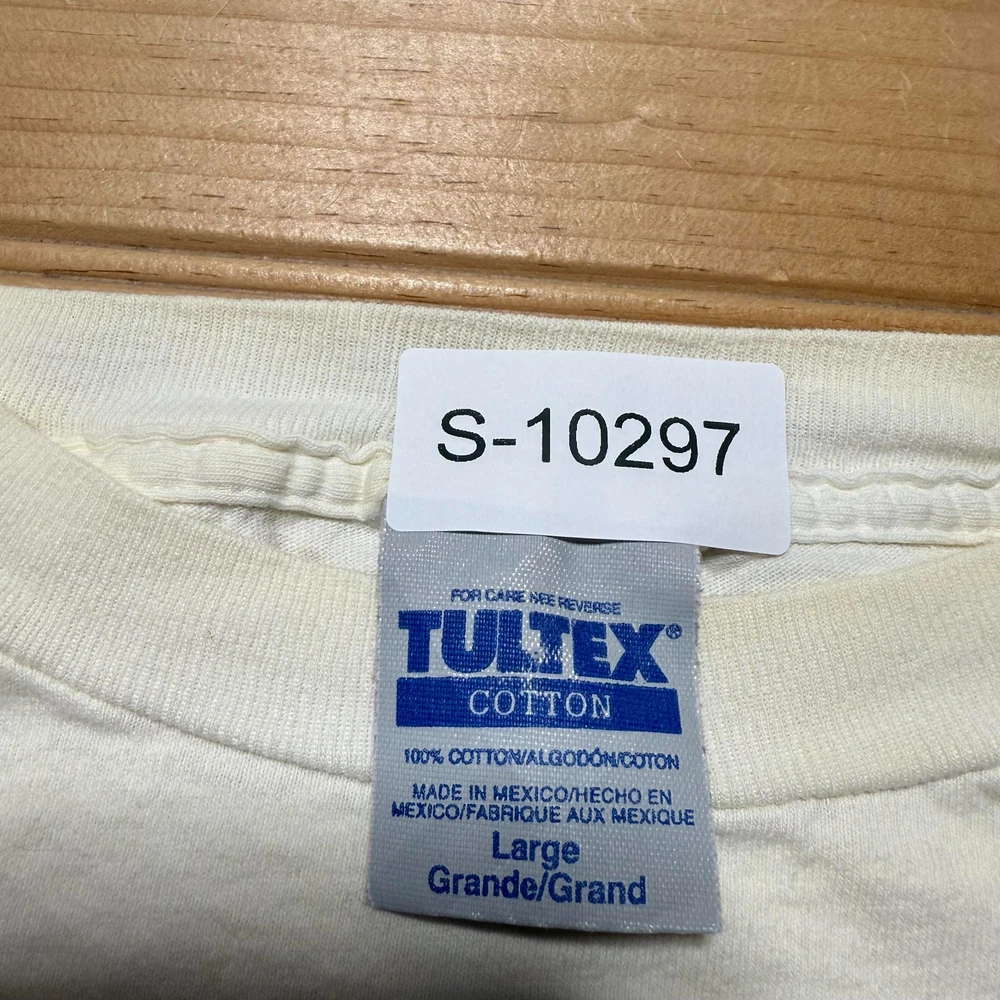 S-10297
FOR CARE SEE REVERSE
TULTEX®
COTTON
100% COTTON/ALGODÓN/COTON
MADE IN MEXICO/HECHO EN
MEXICO/FABRIQUE AUX MEXIQUE
Large
Grande/Grand